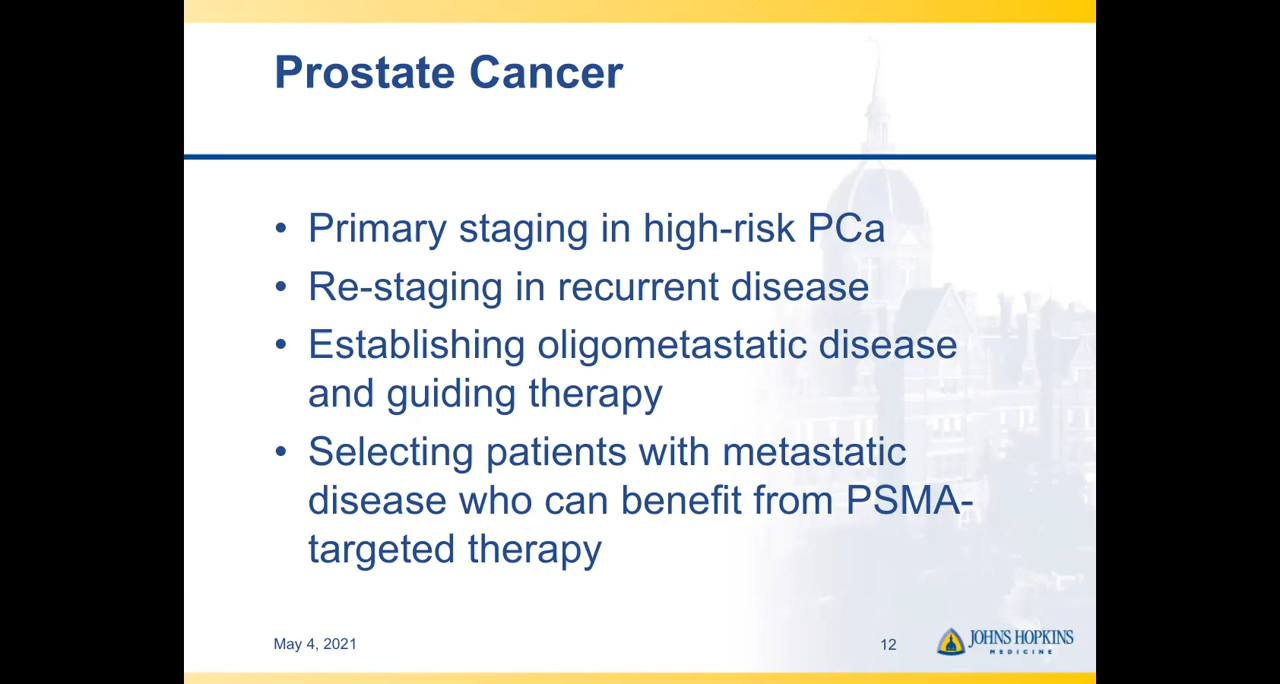 Prostate Cancer
• Primary staging in high-risk PCa
• Re-staging in recurrent disease
• Establishing oligometastatic disease
and guiding therapy
• Selecting patients with metastatic
disease who can benefit from PSMA-
targeted therapy
May 4, 2021
12
JOHNS HOPKINS
MEDICINE